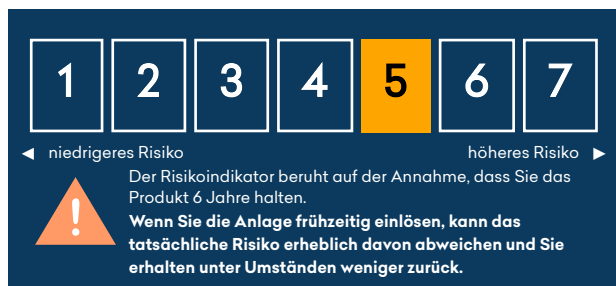 1 2 3 4 5 6 7
◄ niedrigeres Risiko höheres Risiko ►
Der Risikoindikator beruht auf der Annahme, dass Sie das
Produkt 6 Jahre halten.
!
Wenn Sie die Anlage frühzeitig einlösen, kann das
tatsächliche Risiko erheblich davon abweichen und Sie
erhalten unter Umständen weniger zurück.